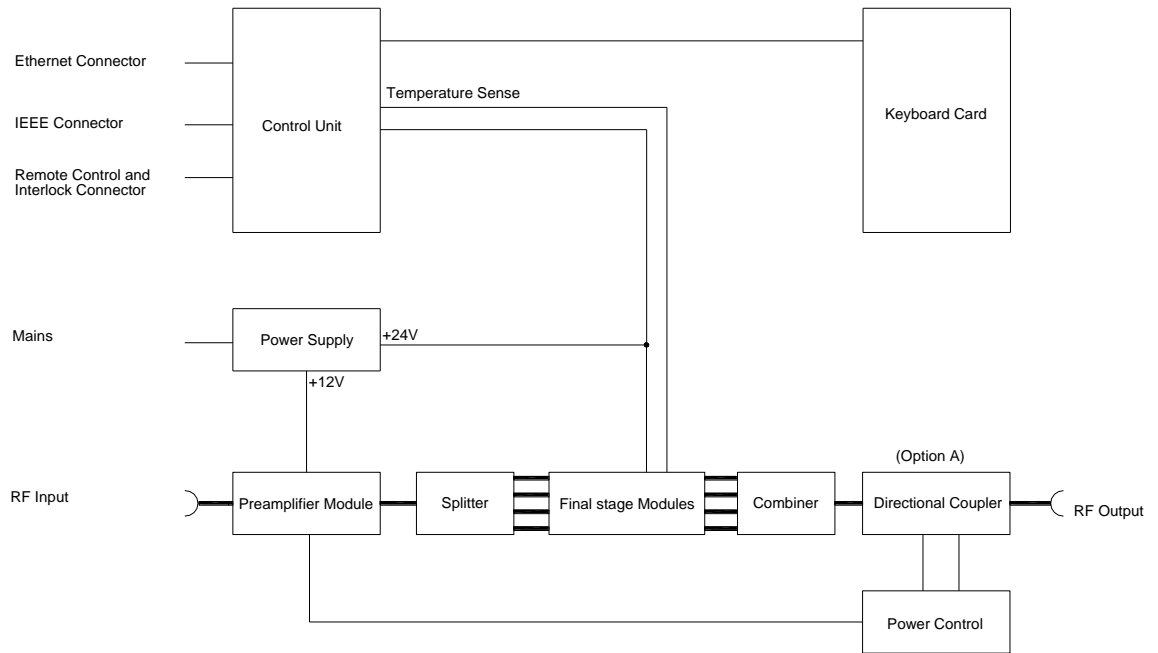 Ethernet Connector
IEEE Connector
Remote Control and
Interlock Connector
Control Unit
Temperature Sense
Keyboard Card
Mains
Power Supply
+24V
+12V
(Option A)
RF Input
Preamplifier Module
Splitter
Final stage Modules
Combiner
Directional Coupler
RF Output
Power Control